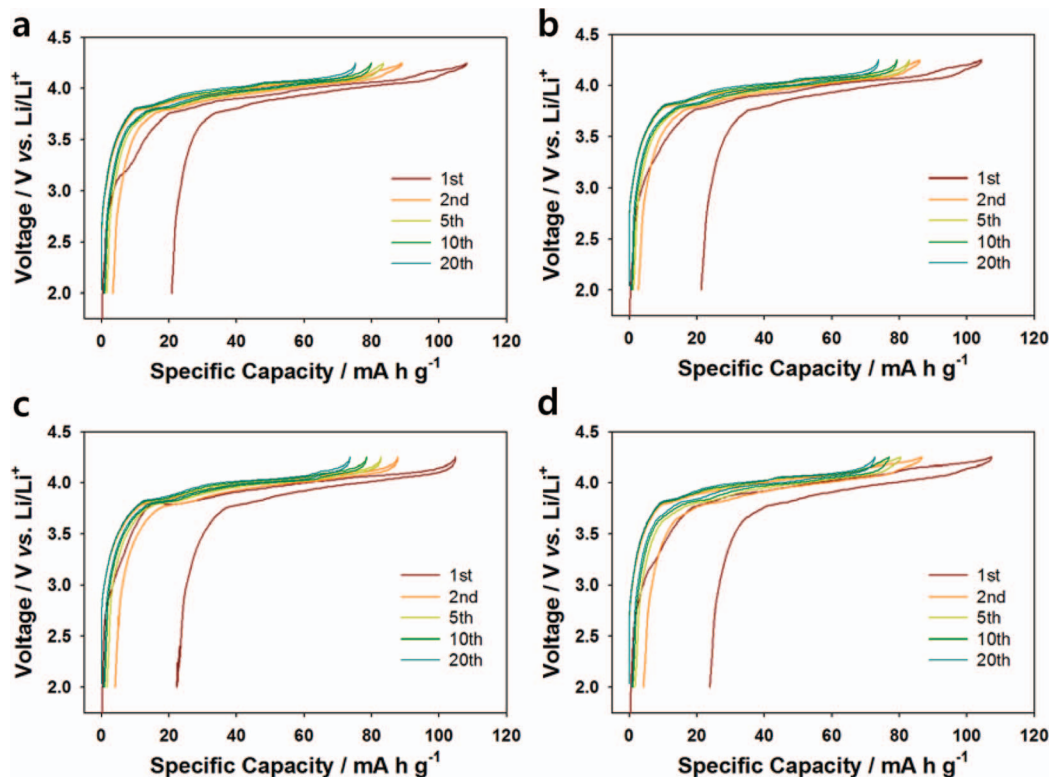 a
4.5
4.0
3.5
3.0
2.5
2.0
Voltage / V vs. Li/Li⁺
1st
2nd
5th
10th
20th
0 20 40 60 80 100 120
Specific Capacity / mA h g⁻¹
b
4.5
4.0
3.5
3.0
2.5
2.0
Voltage / V vs. Li/Li⁺
1st
2nd
5th
10th
20th
0 20 40 60 80 100 120
Specific Capacity / mA h g⁻¹
c
4.5
4.0
3.5
3.0
2.5
2.0
Voltage / V vs. Li/Li⁺
1st
2nd
5th
10th
20th
0 20 40 60 80 100 120
Specific Capacity / mA h g⁻¹
d
4.5
4.0
3.5
3.0
2.5
2.0
Voltage / V vs. Li/Li⁺
1st
2nd
5th
10th
20th
0 20 40 60 80 100 120
Specific Capacity / mA h g⁻¹